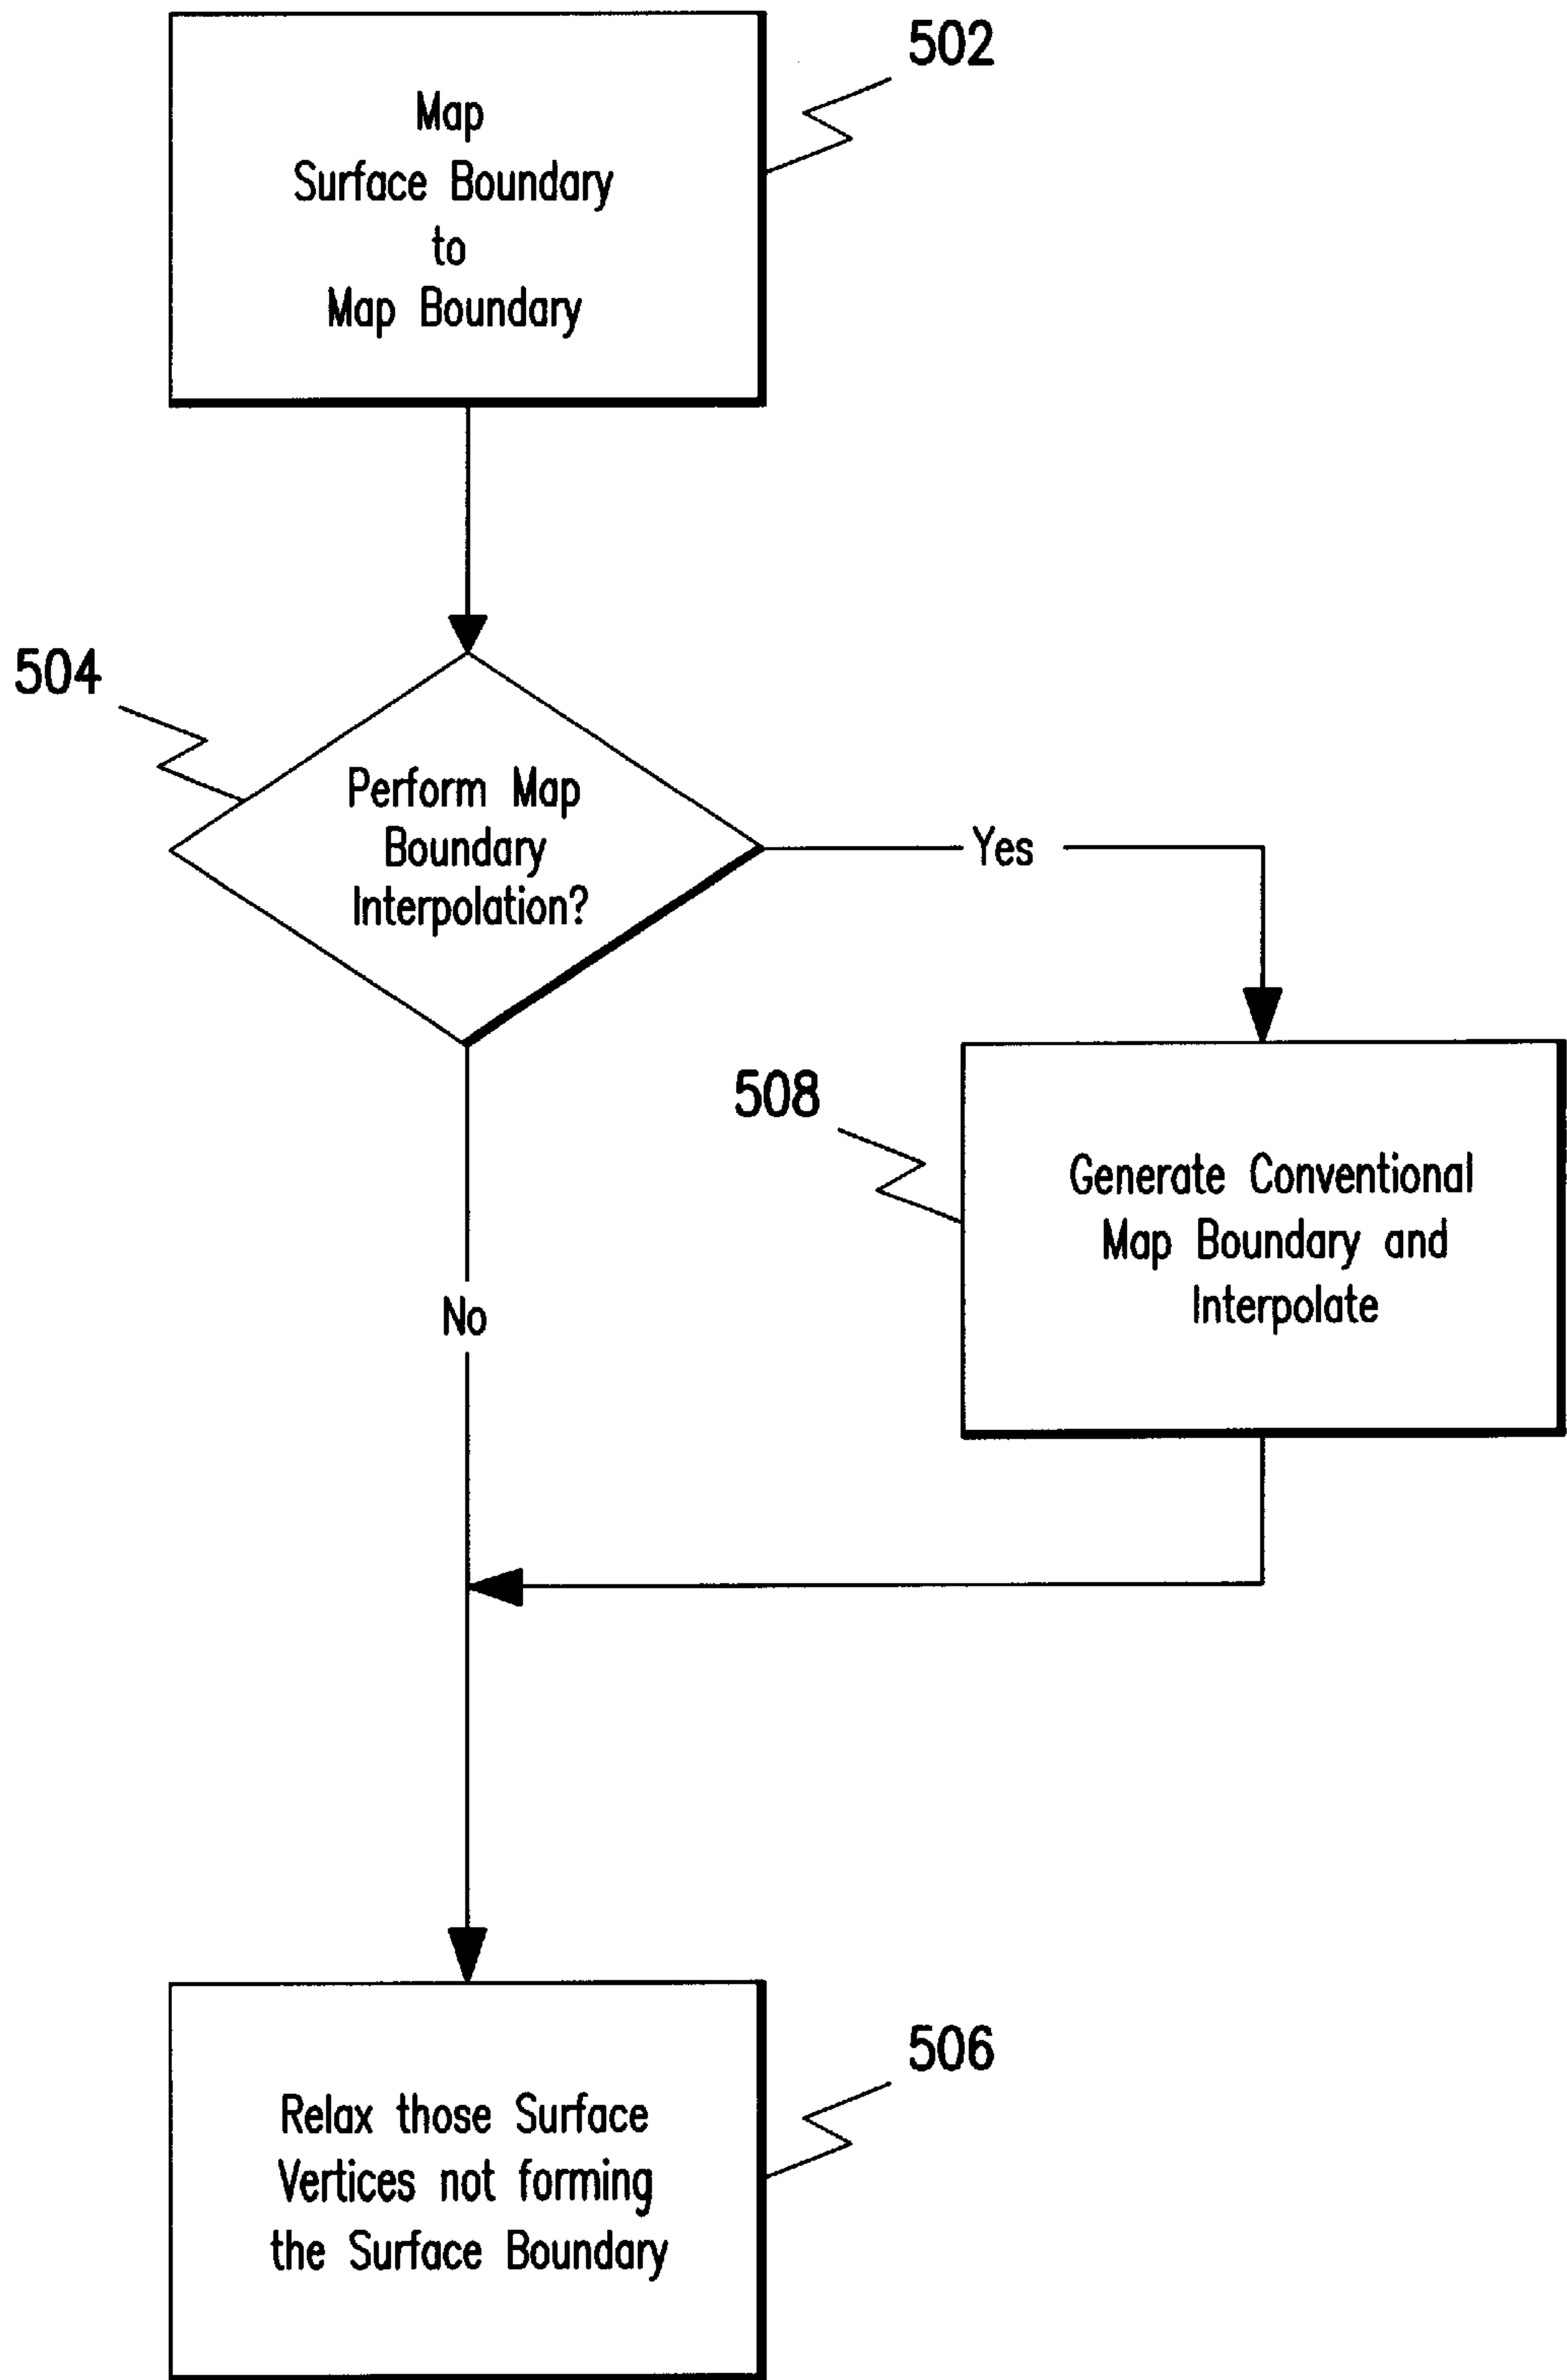 502
Map
Surface Boundary
to
Map Boundary
504
Perform Map
Boundary
Interpolation?
Yes
508
Generate Conventional
Map Boundary and
Interpolate
No
506
Relax those Surface
Vertices not forming
the Surface Boundary